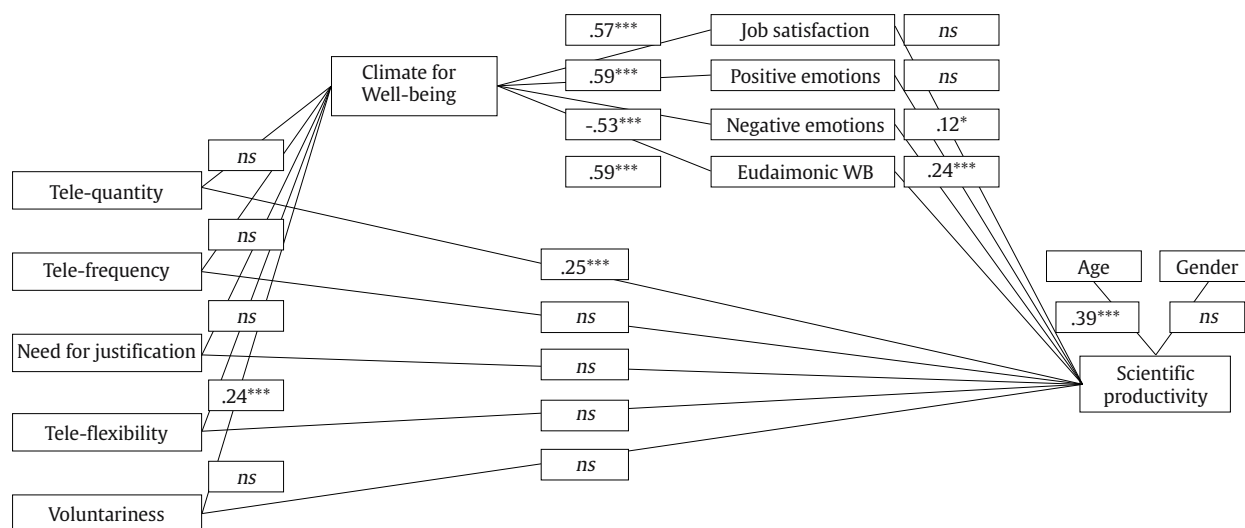 .57***
Job satisfaction
ns
Climate for
Well-being
.59***
Positive emotions
ns
-.53***
Negative emotions
.12*
.59***
Eudaimonic WB
.24***
ns
Tele-quantity
ns
Tele-frequency
.25***
Age
Gender
ns
Need for justification
ns
ns
.39***
ns
Scientific
productivity
.24***
Tele-flexibility
ns
ns
ns
Voluntariness